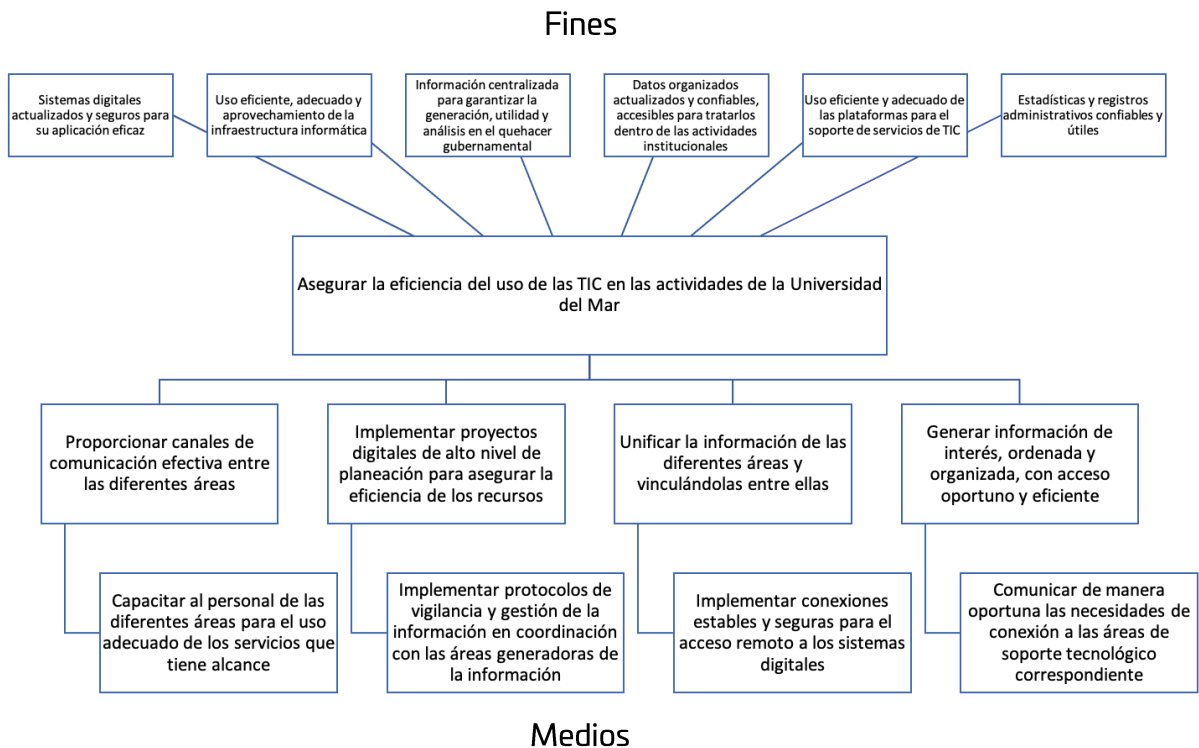 Fines
Sistemas digitales
actualizados y seguros para
su aplicación eficaz
Uso eficiente, adecuado y
aprovechamiento de la
infraestructura informática
Información centralizada
para garantizar la
generación, utilidad y
análisis en el quehacer
gubernamental
Datos organizados
actualizados y confiables,
accesibles para tratarlos
dentro de las actividades
institucionales
Uso eficiente y adecuado de
las plataformas para el
soporte de servicios de TIC
Estadísticas y registros
administrativos confiables y
útiles
Asegurar la eficiencia del uso de las TIC en las actividades de la Universidad
del Mar
Proporcionar canales de
comunicación efectiva entre
las diferentes áreas
Implementar proyectos
digitales de alto nivel de
planeación para asegurar la
eficiencia de los recursos
Unificar la información de las
diferentes áreas y
vinculándolas entre ellas
Generar información de
interés, ordenada y
organizada, con acceso
oportuno y eficiente
Capacitar al personal de las
diferentes áreas para el uso
adecuado de los servicios que
tiene alcance
Implementar protocolos de
vigilancia y gestión de la
información en coordinación
con las áreas generadoras de
la información
Implementar conexiones
estables y seguras para el
acceso remoto a los sistemas
digitales
Comunicar de manera
oportuna las necesidades de
conexión a las áreas de
soporte tecnológico
correspondiente
Medios